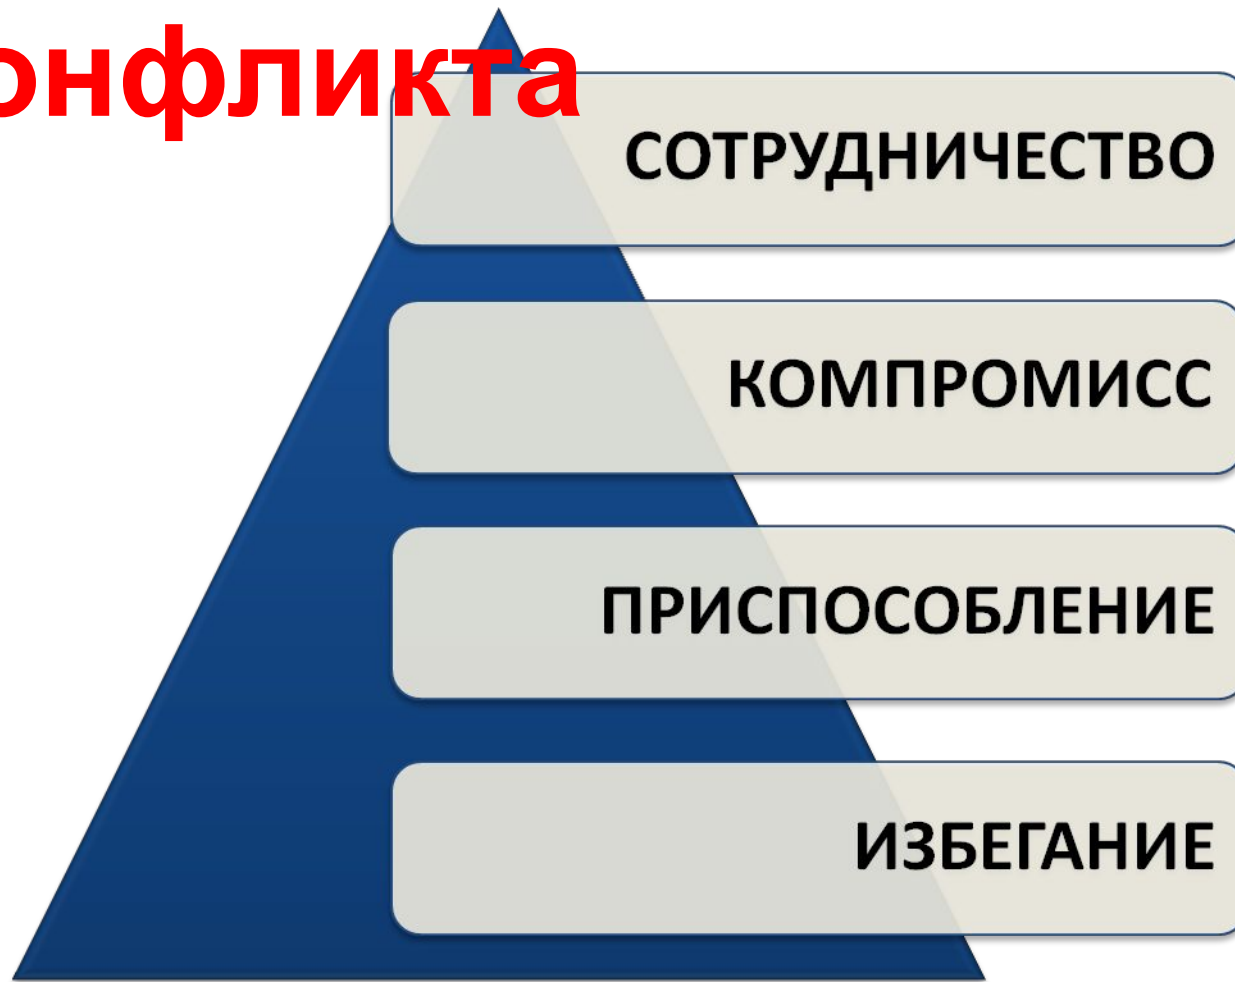 онфликта
СОТРУДНИЧЕСТВО
КОМПРОМИСС
ПРИСПОСОБЛЕНИЕ
ИЗБЕГАНИЕ